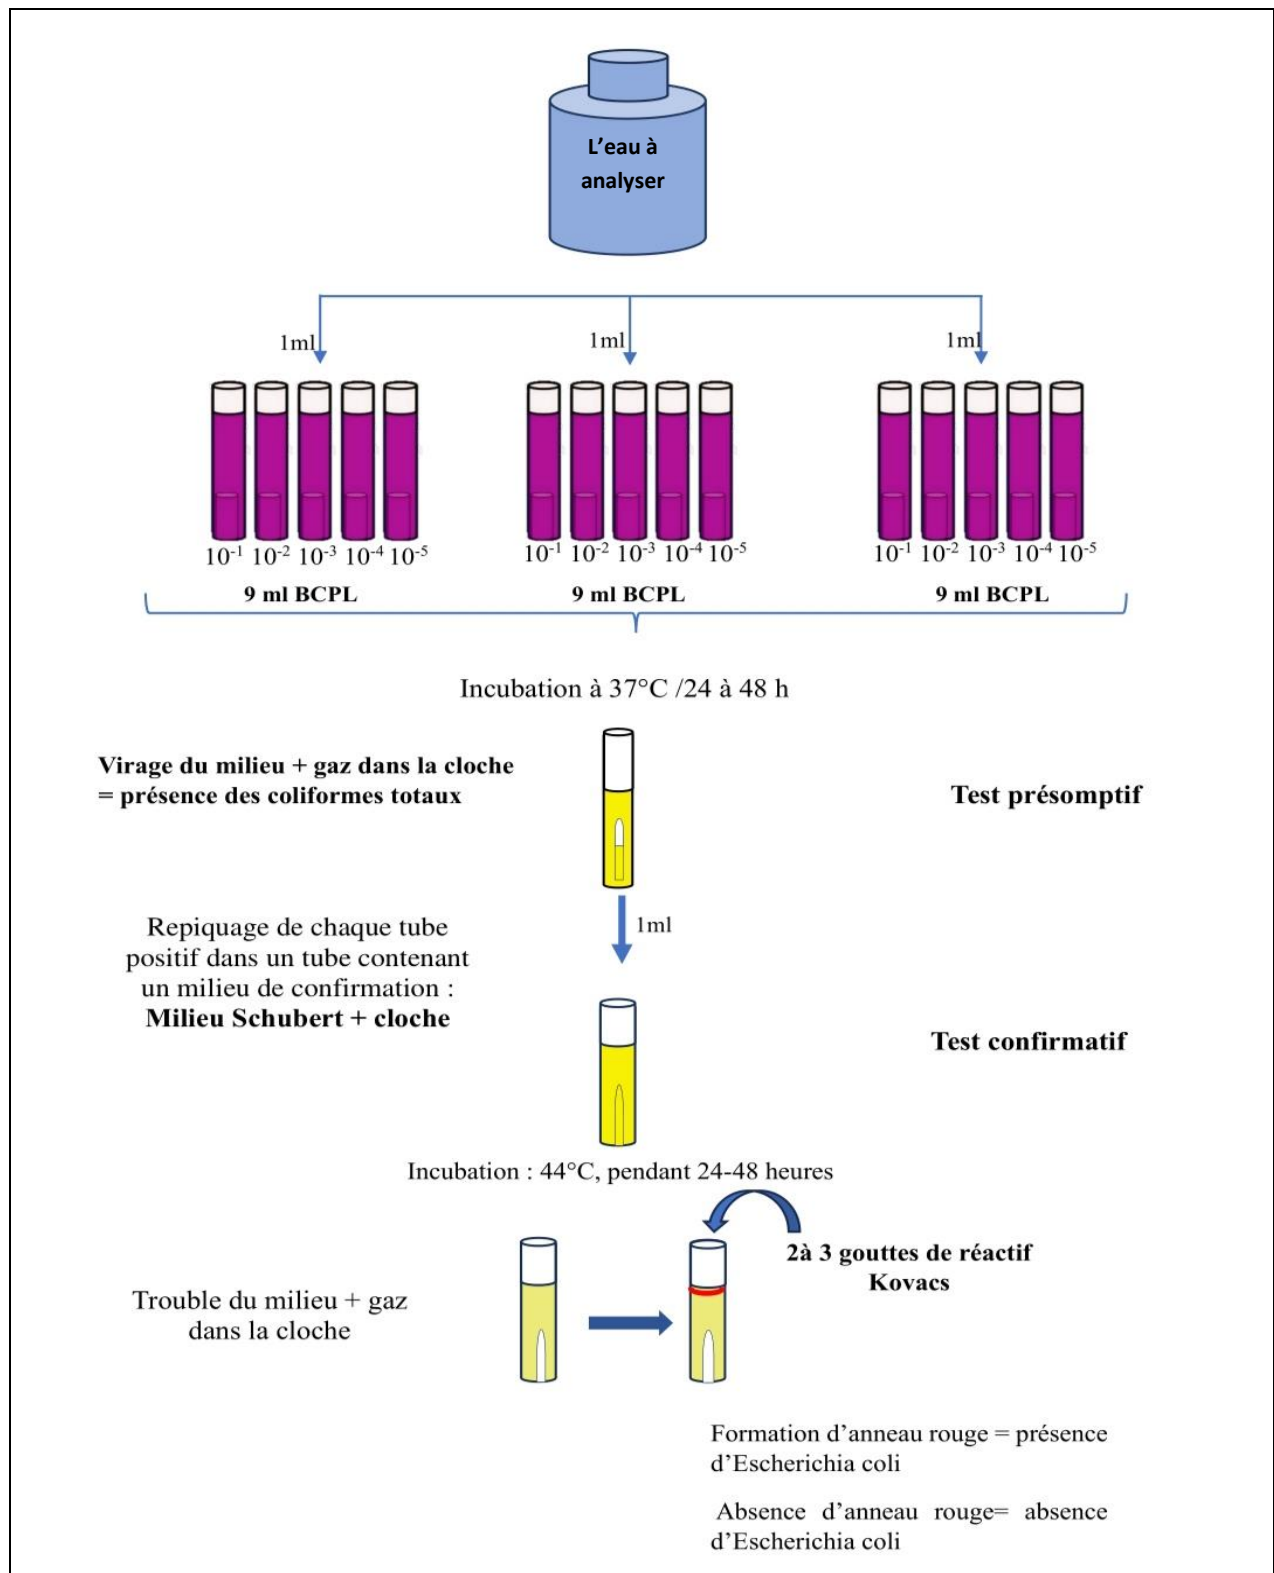 L’eau à
analyser
1ml
1ml
1ml
10⁻¹ 10⁻² 10⁻³ 10⁻⁴ 10⁻⁵
10⁻¹ 10⁻² 10⁻³ 10⁻⁴ 10⁻⁵
10⁻¹ 10⁻² 10⁻³ 10⁻⁴ 10⁻⁵
9 ml BCPL
9 ml BCPL
9 ml BCPL
Incubation à 37°C /24 à 48 h
Virage du milieu + gaz dans la cloche
= présence des coliformes totaux
Test présomptif
1ml
Repiquage de chaque tube
positif dans un tube contenant
un milieu de confirmation :
Milieu Schubert + cloche
Test confirmatif
Incubation : 44°C, pendant 24-48 heures
2à 3 gouttes de réactif
Kovacs
Trouble du milieu + gaz
dans la cloche
Formation d’anneau rouge = présence
d’Escherichia coli
Absence d’anneau rouge= absence
d’Escherichia coli